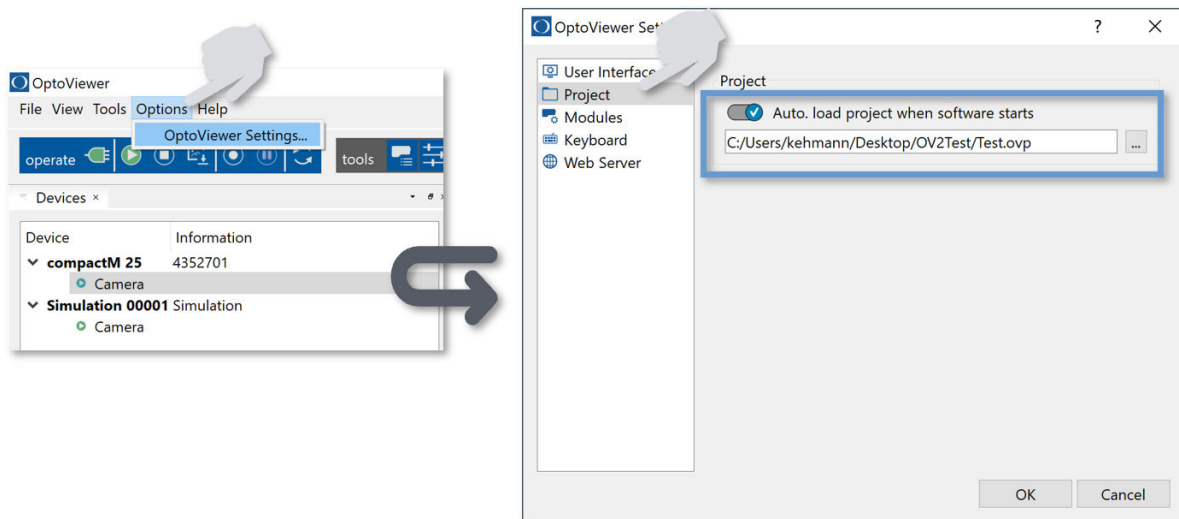 OptoViewer
File View Tools Options Help
OptoViewer Settings...
operate
tools
Devices
Device Information
compactM 25 4352701
Camera
Simulation 00001 Simulation
Camera
OptoViewer
?
User Interface
Project
Modules
Keyboard
Web Server
Project
Auto. load project when software starts
C:/Users/kehmann/Desktop/OV2Test/Test.ovp
...
OK Cancel